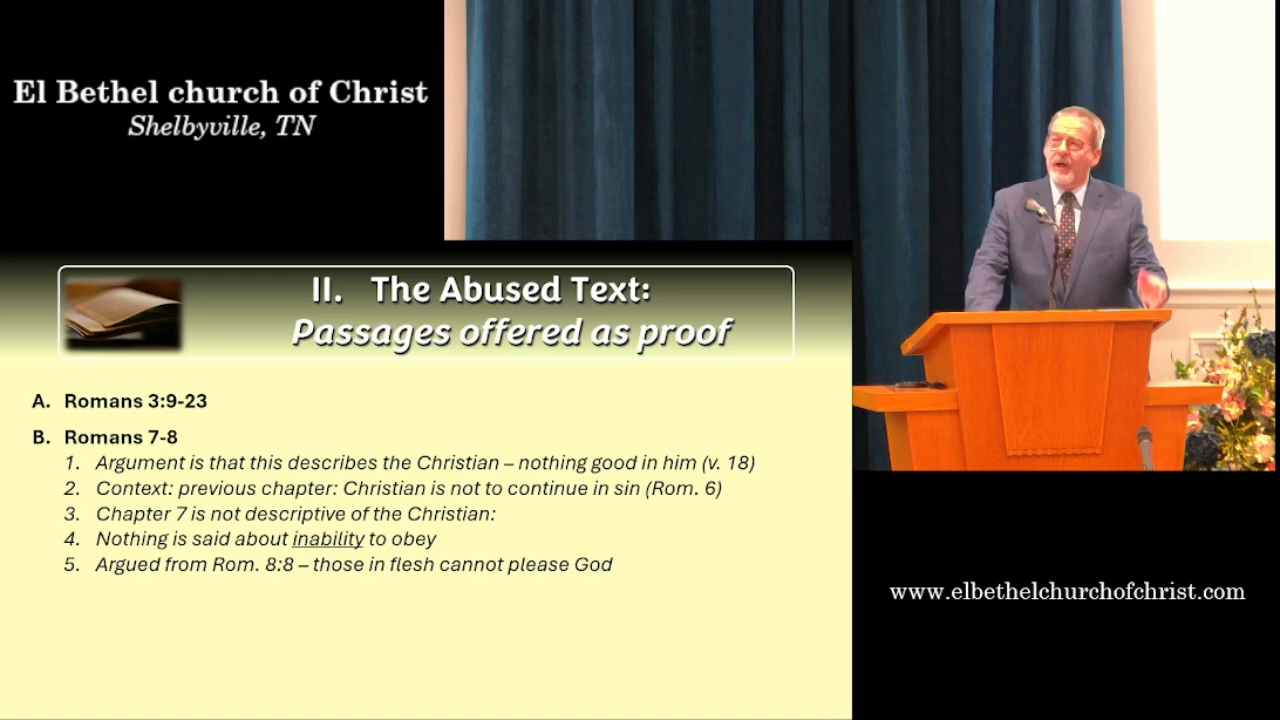 El Bethel church of Christ
Shelbyville, TN
II. The Abused Text:
Passages offered as proof
A. Romans 3:9-23
B. Romans 7-8
1. Argument is that this describes the Christian – nothing good in him (v. 18)
2. Context: previous chapter: Christian is not to continue in sin (Rom. 6)
3. Chapter 7 is not descriptive of the Christian:
4. Nothing is said about inability to obey
5. Argued from Rom. 8:8 – those in flesh cannot please God
www.elbethelchurchofchrist.com